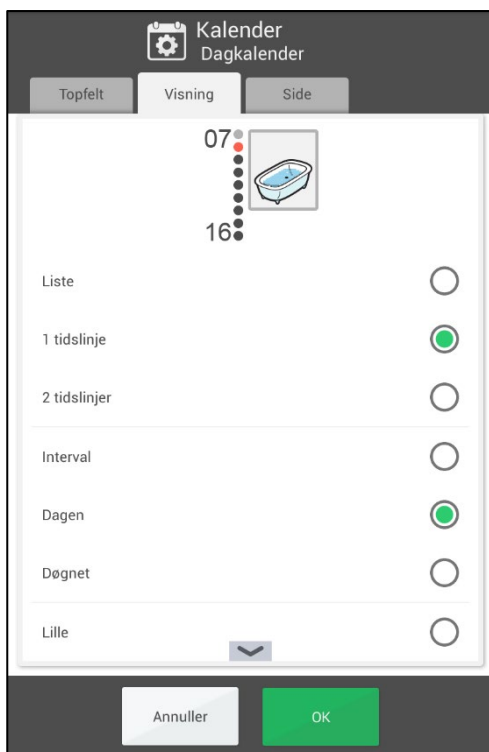 Kalender
Dagkalender
Topfelt
Visning
Side
07
16
Liste
1 tidslinje
2 tidslinjer
Interval
Dagen
Døgnet
Lille
Annuller
OK